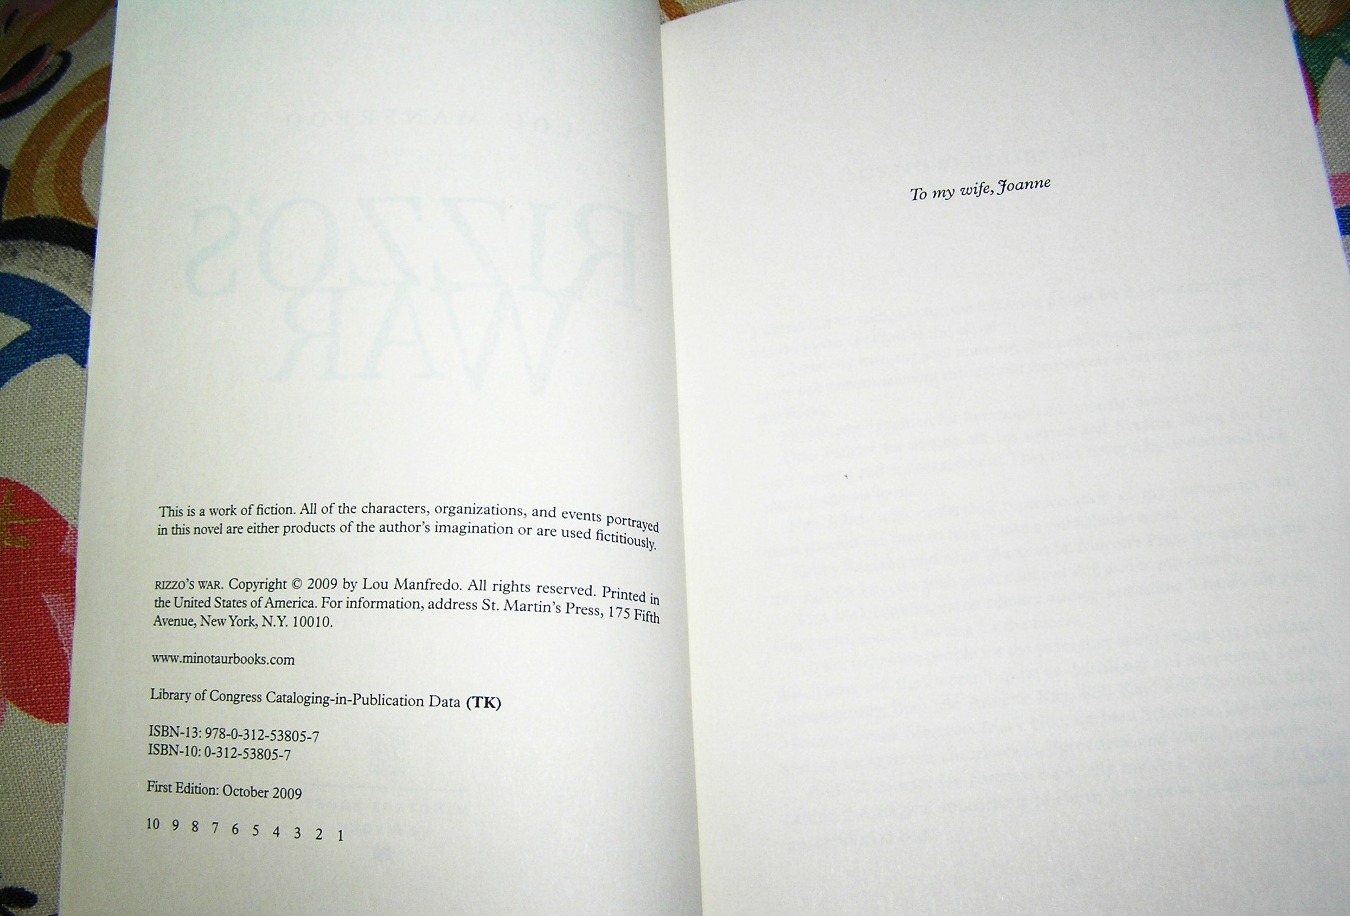 RIZZO'S
WAR
This is a work of fiction. All of the characters, organizations, and events portrayed
in this novel are either products of the author's imagination or are used fictitiously.
RIZZO'S WAR. Copyright © 2009 by Lou Manfredo. All rights reserved. Printed in
the United States of America. For information, address St. Martin's Press, 175 Fifth
Avenue, New York, N.Y. 10010.
www.minotaurbooks.com
Library of Congress Cataloging-in-Publication Data (TK)
ISBN-13: 978-0-312-53805-7
ISBN-10: 0-312-53805-7
First Edition: October 2009
10 9 8 7 6 5 4 3 2 1
To my wife, Joanne